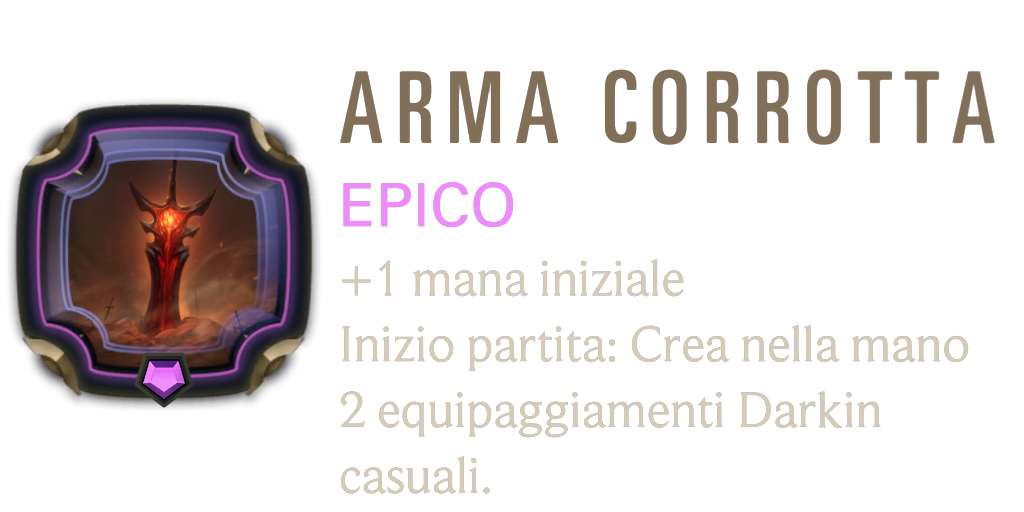 ARMA CORROTTA
EPICO
+1 mana iniziale
Inizio partita: Crea nella mano
2 equipaggiamenti Darkin
casuali.